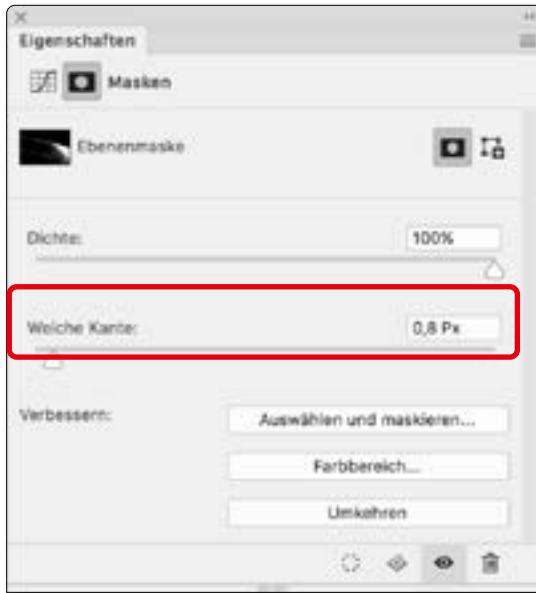 Eigenschaften
Masken
Ebenenmaske
Dichte: 100%
Weiche Kante: 0,8 Px
Verbessern: Auswählen und maskieren...
Farbbereich...
Umkehren